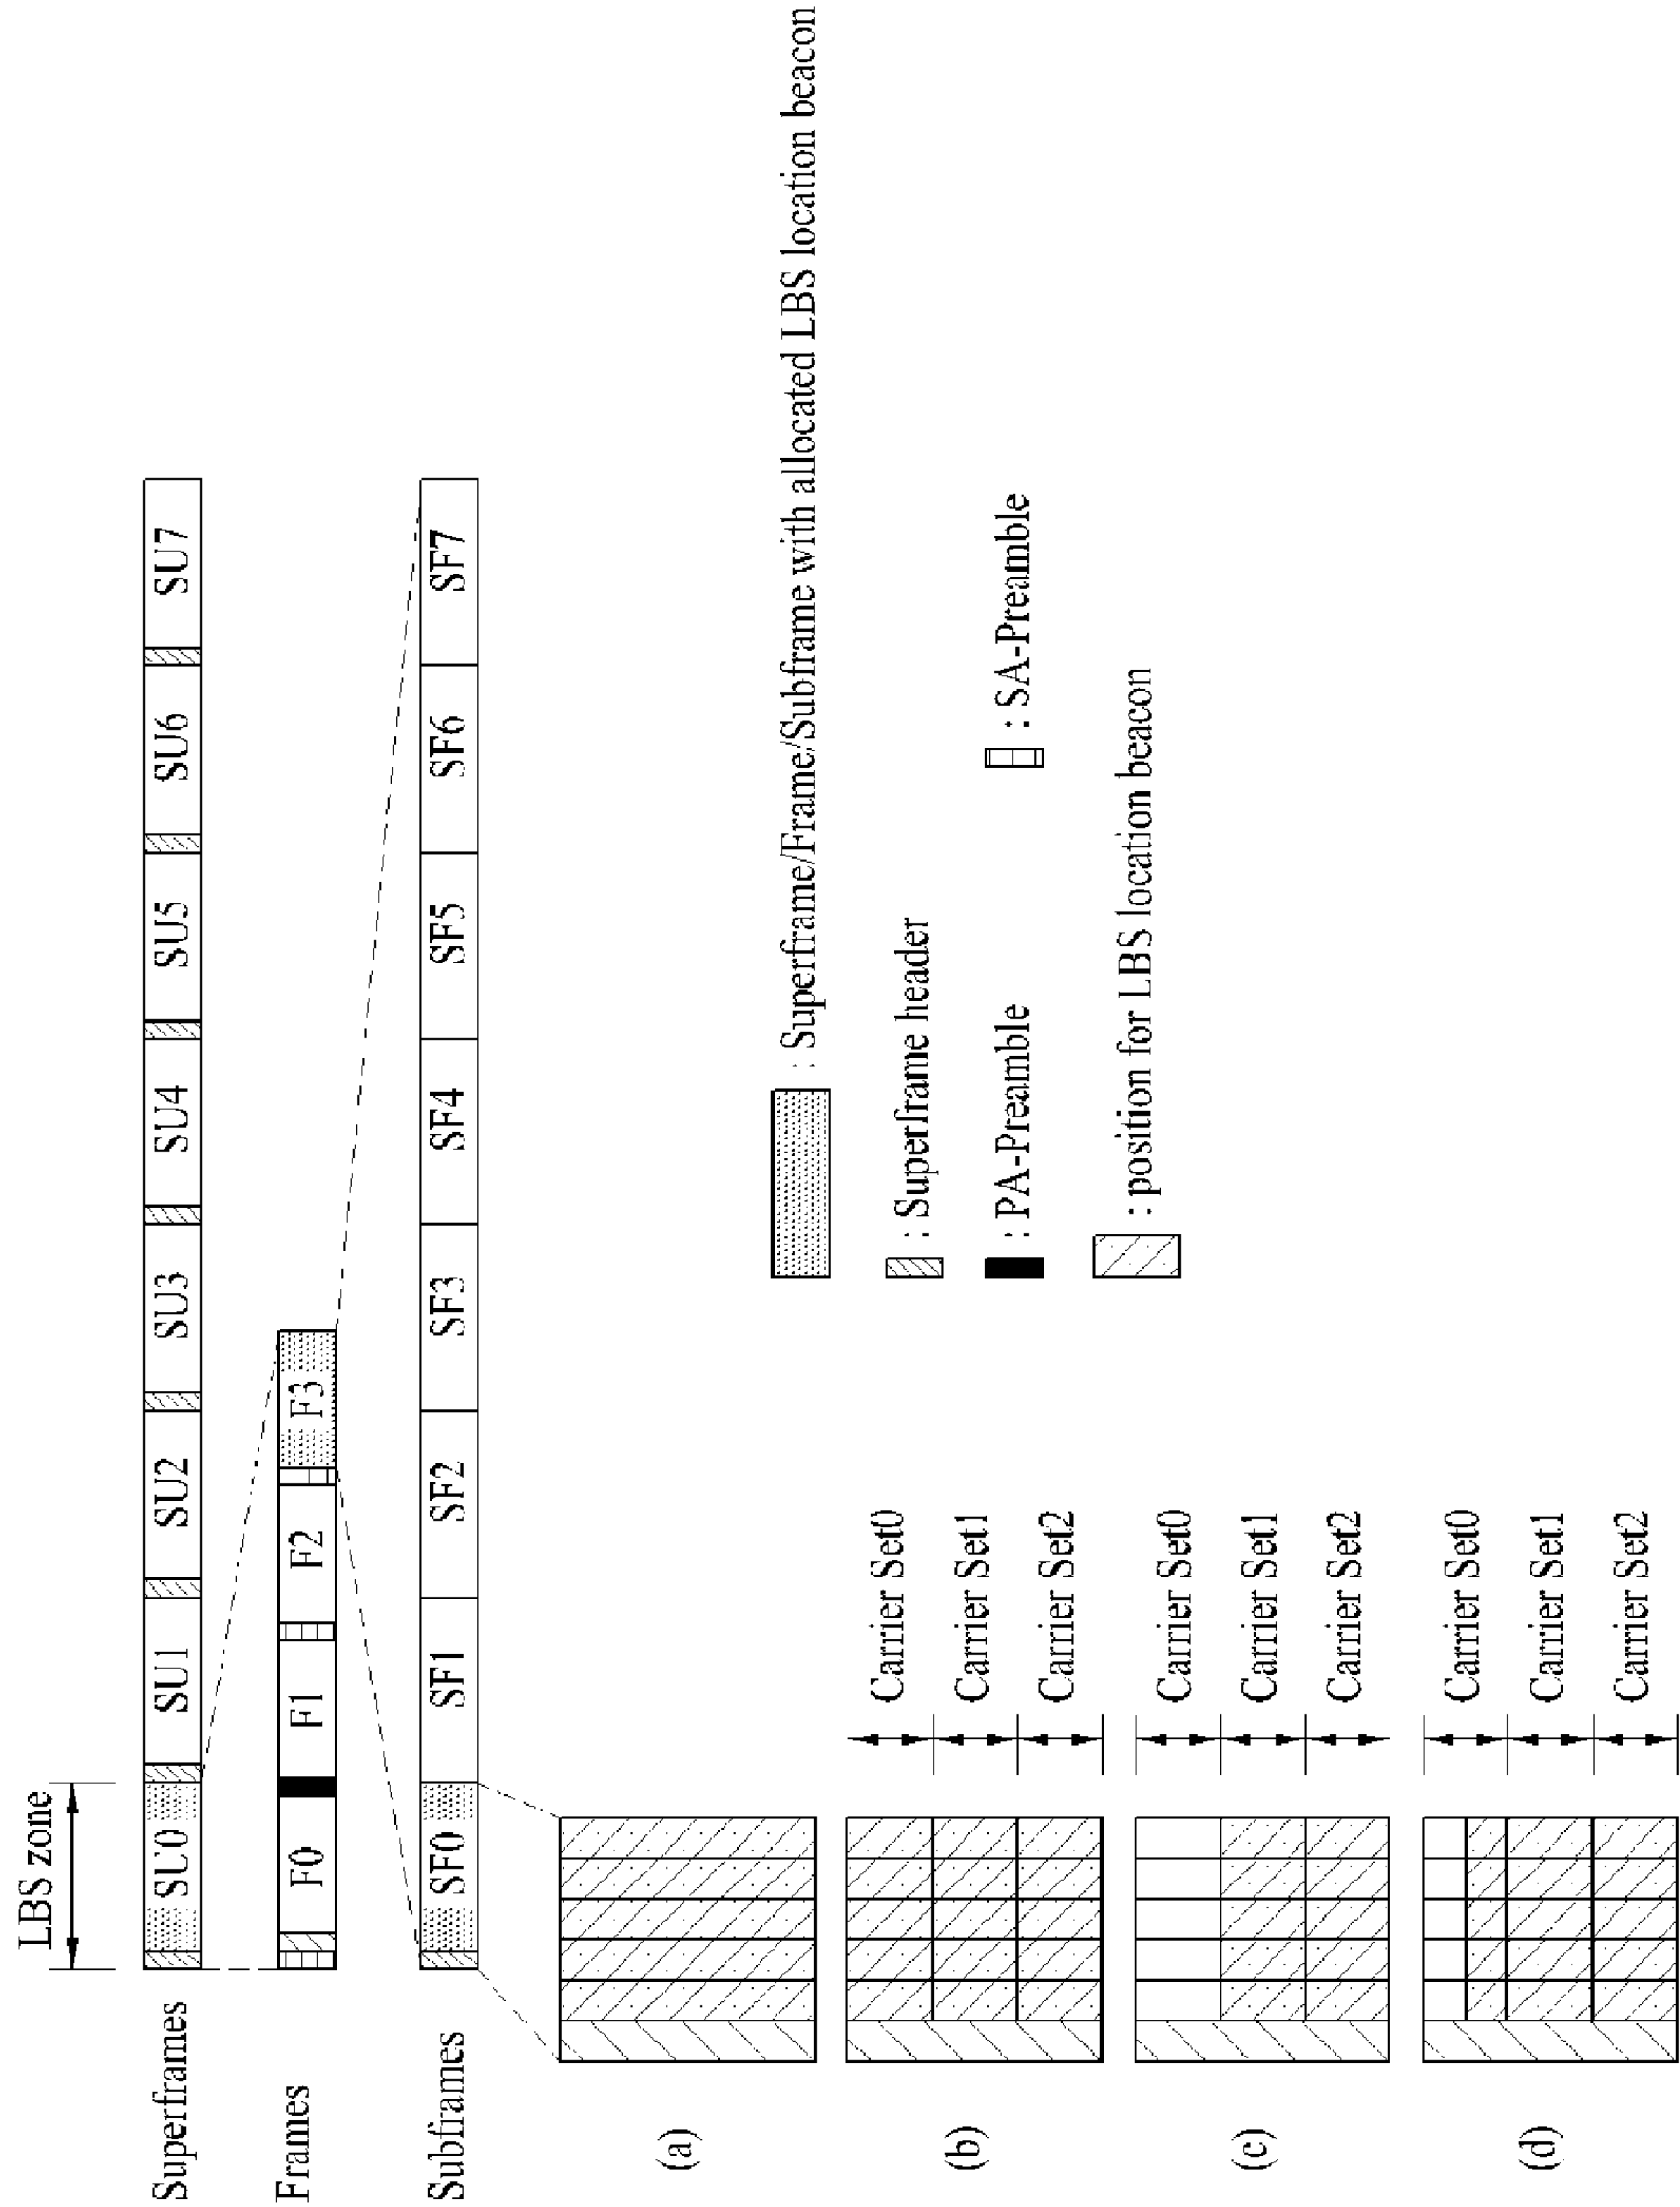 LBS zone
Superframes
SU0 SU1 SU2 SU3 SU4 SU5 SU6 SU7
Frames
F0 F1 F2 F3
Subframes
SF0 SF1 SF2 SF3 SF4 SF5 SF6 SF7
: Superframe/Frame/Subframe with allocated LBS location beacon
: Superframe header
: PA-Preamble
: SA-Preamble
: position for LBS location beacon
(a)
(b)
Carrier Set0
Carrier Set1
Carrier Set2
(c)
Carrier Set0
Carrier Set1
Carrier Set2
(d)
Carrier Set0
Carrier Set1
Carrier Set2